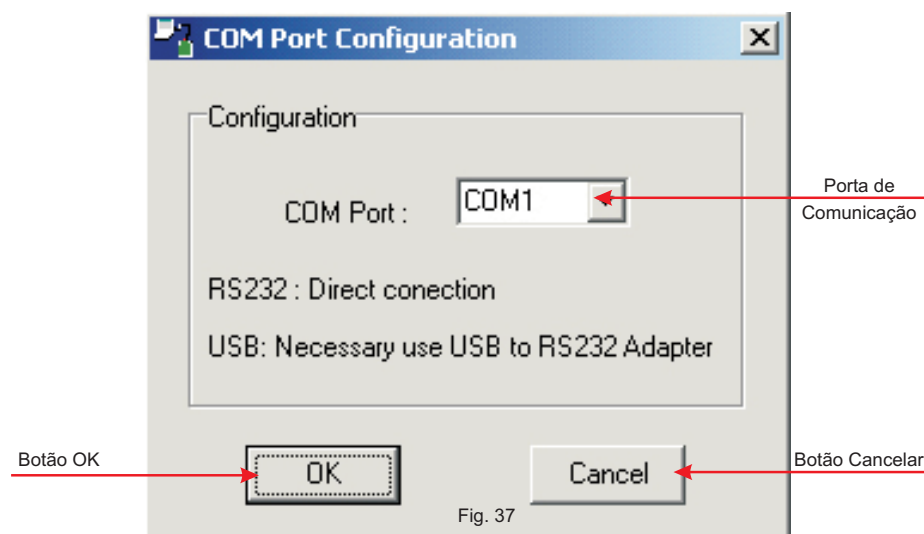 COM Port Configuration
Configuration
COM Port :
COM1
Porta de
Comunicação
RS232 : Direct conection
USB: Necessary use USB to RS232 Adapter
Botão OK
OK
Cancel
Botão Cancelar
Fig. 37